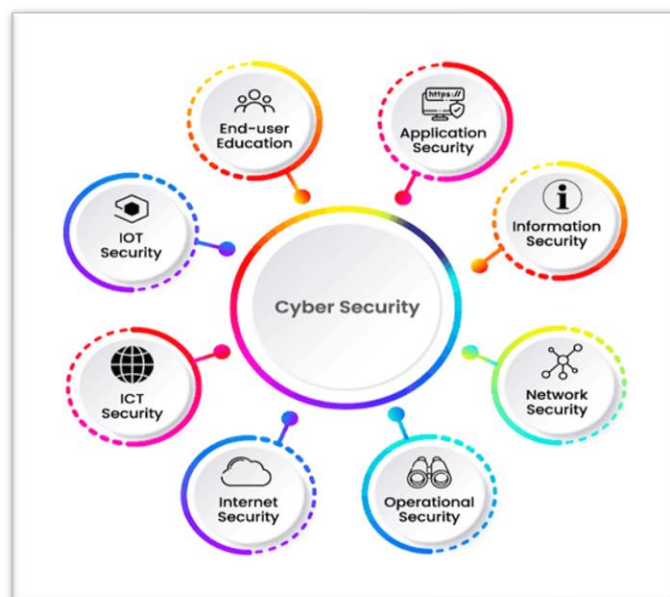 End-user
Education
https://
Application
Security
i
Information
Security
IOT
Security
Cyber Security
ICT
Security
Network
Security
Internet
Security
Operational
Security